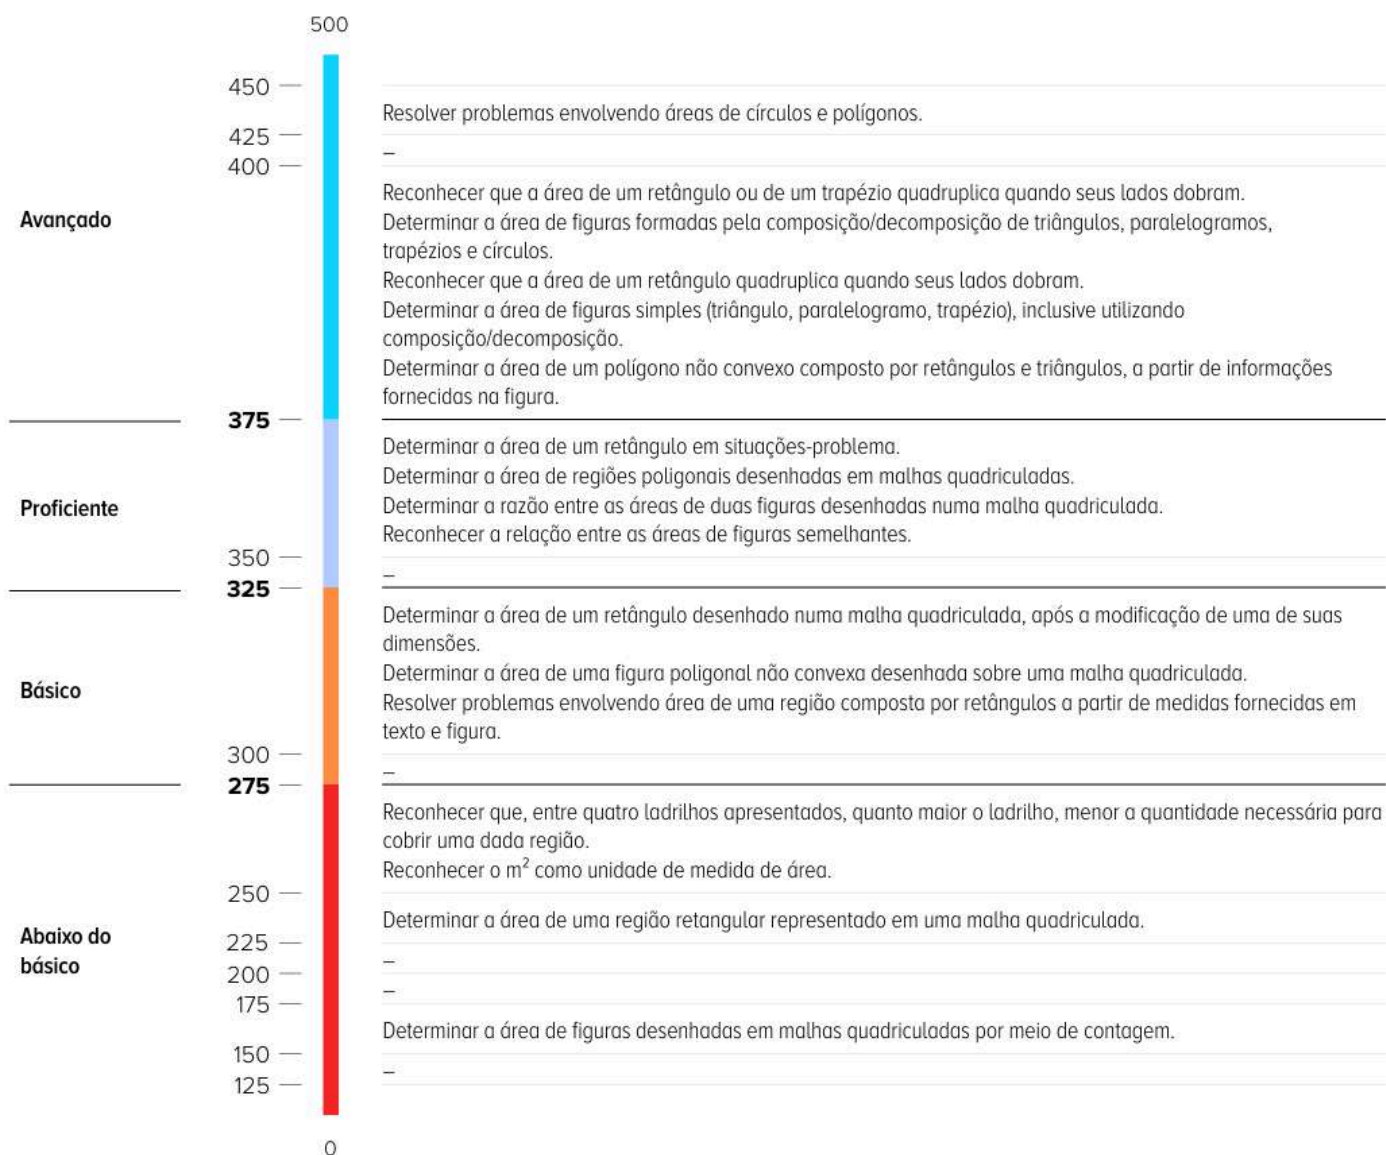 500
450
Resolver problemas envolvendo áreas de círculos e polígonos.
425
–
400
Reconhecer que a área de um retângulo ou de um trapézio quadruplica quando seus lados dobram.
Avançado
Determinar a área de figuras formadas pela composição/decomposição de triângulos, paralelogramos,
trapézios e círculos.
Reconhecer que a área de um retângulo quadruplica quando seus lados dobram.
Determinar a área de figuras simples (triângulo, paralelogramo, trapézio), inclusive utilizando
composição/decomposição.
Determinar a área de um polígono não convexo composto por retângulos e triângulos, a partir de informações
fornecidas na figura.
375
Determinar a área de um retângulo em situações-problema.
Determinar a área de regiões poligonais desenhadas em malhas quadriculadas.
Proficiente
Determinar a razão entre as áreas de duas figuras desenhadas numa malha quadriculada.
Reconhecer a relação entre as áreas de figuras semelhantes.
350
–
325
Determinar a área de um retângulo desenhado numa malha quadriculada, após a modificação de uma de suas
dimensões.
Determinar a área de uma figura poligonal não convexa desenhada sobre uma malha quadriculada.
Básico
Resolver problemas envolvendo área de uma região composta por retângulos a partir de medidas fornecidas em
texto e figura.
300
–
275
Reconhecer que, entre quatro ladrilhos apresentados, quanto maior o ladrilho, menor a quantidade necessária para
cobrir uma dada região.
Reconhecer o m² como unidade de medida de área.
250
Determinar a área de uma região retangular representado em uma malha quadriculada.
Abaixo do
básico
225
–
200
–
175
Determinar a área de figuras desenhadas em malhas quadriculadas por meio de contagem.
150
–
125
0